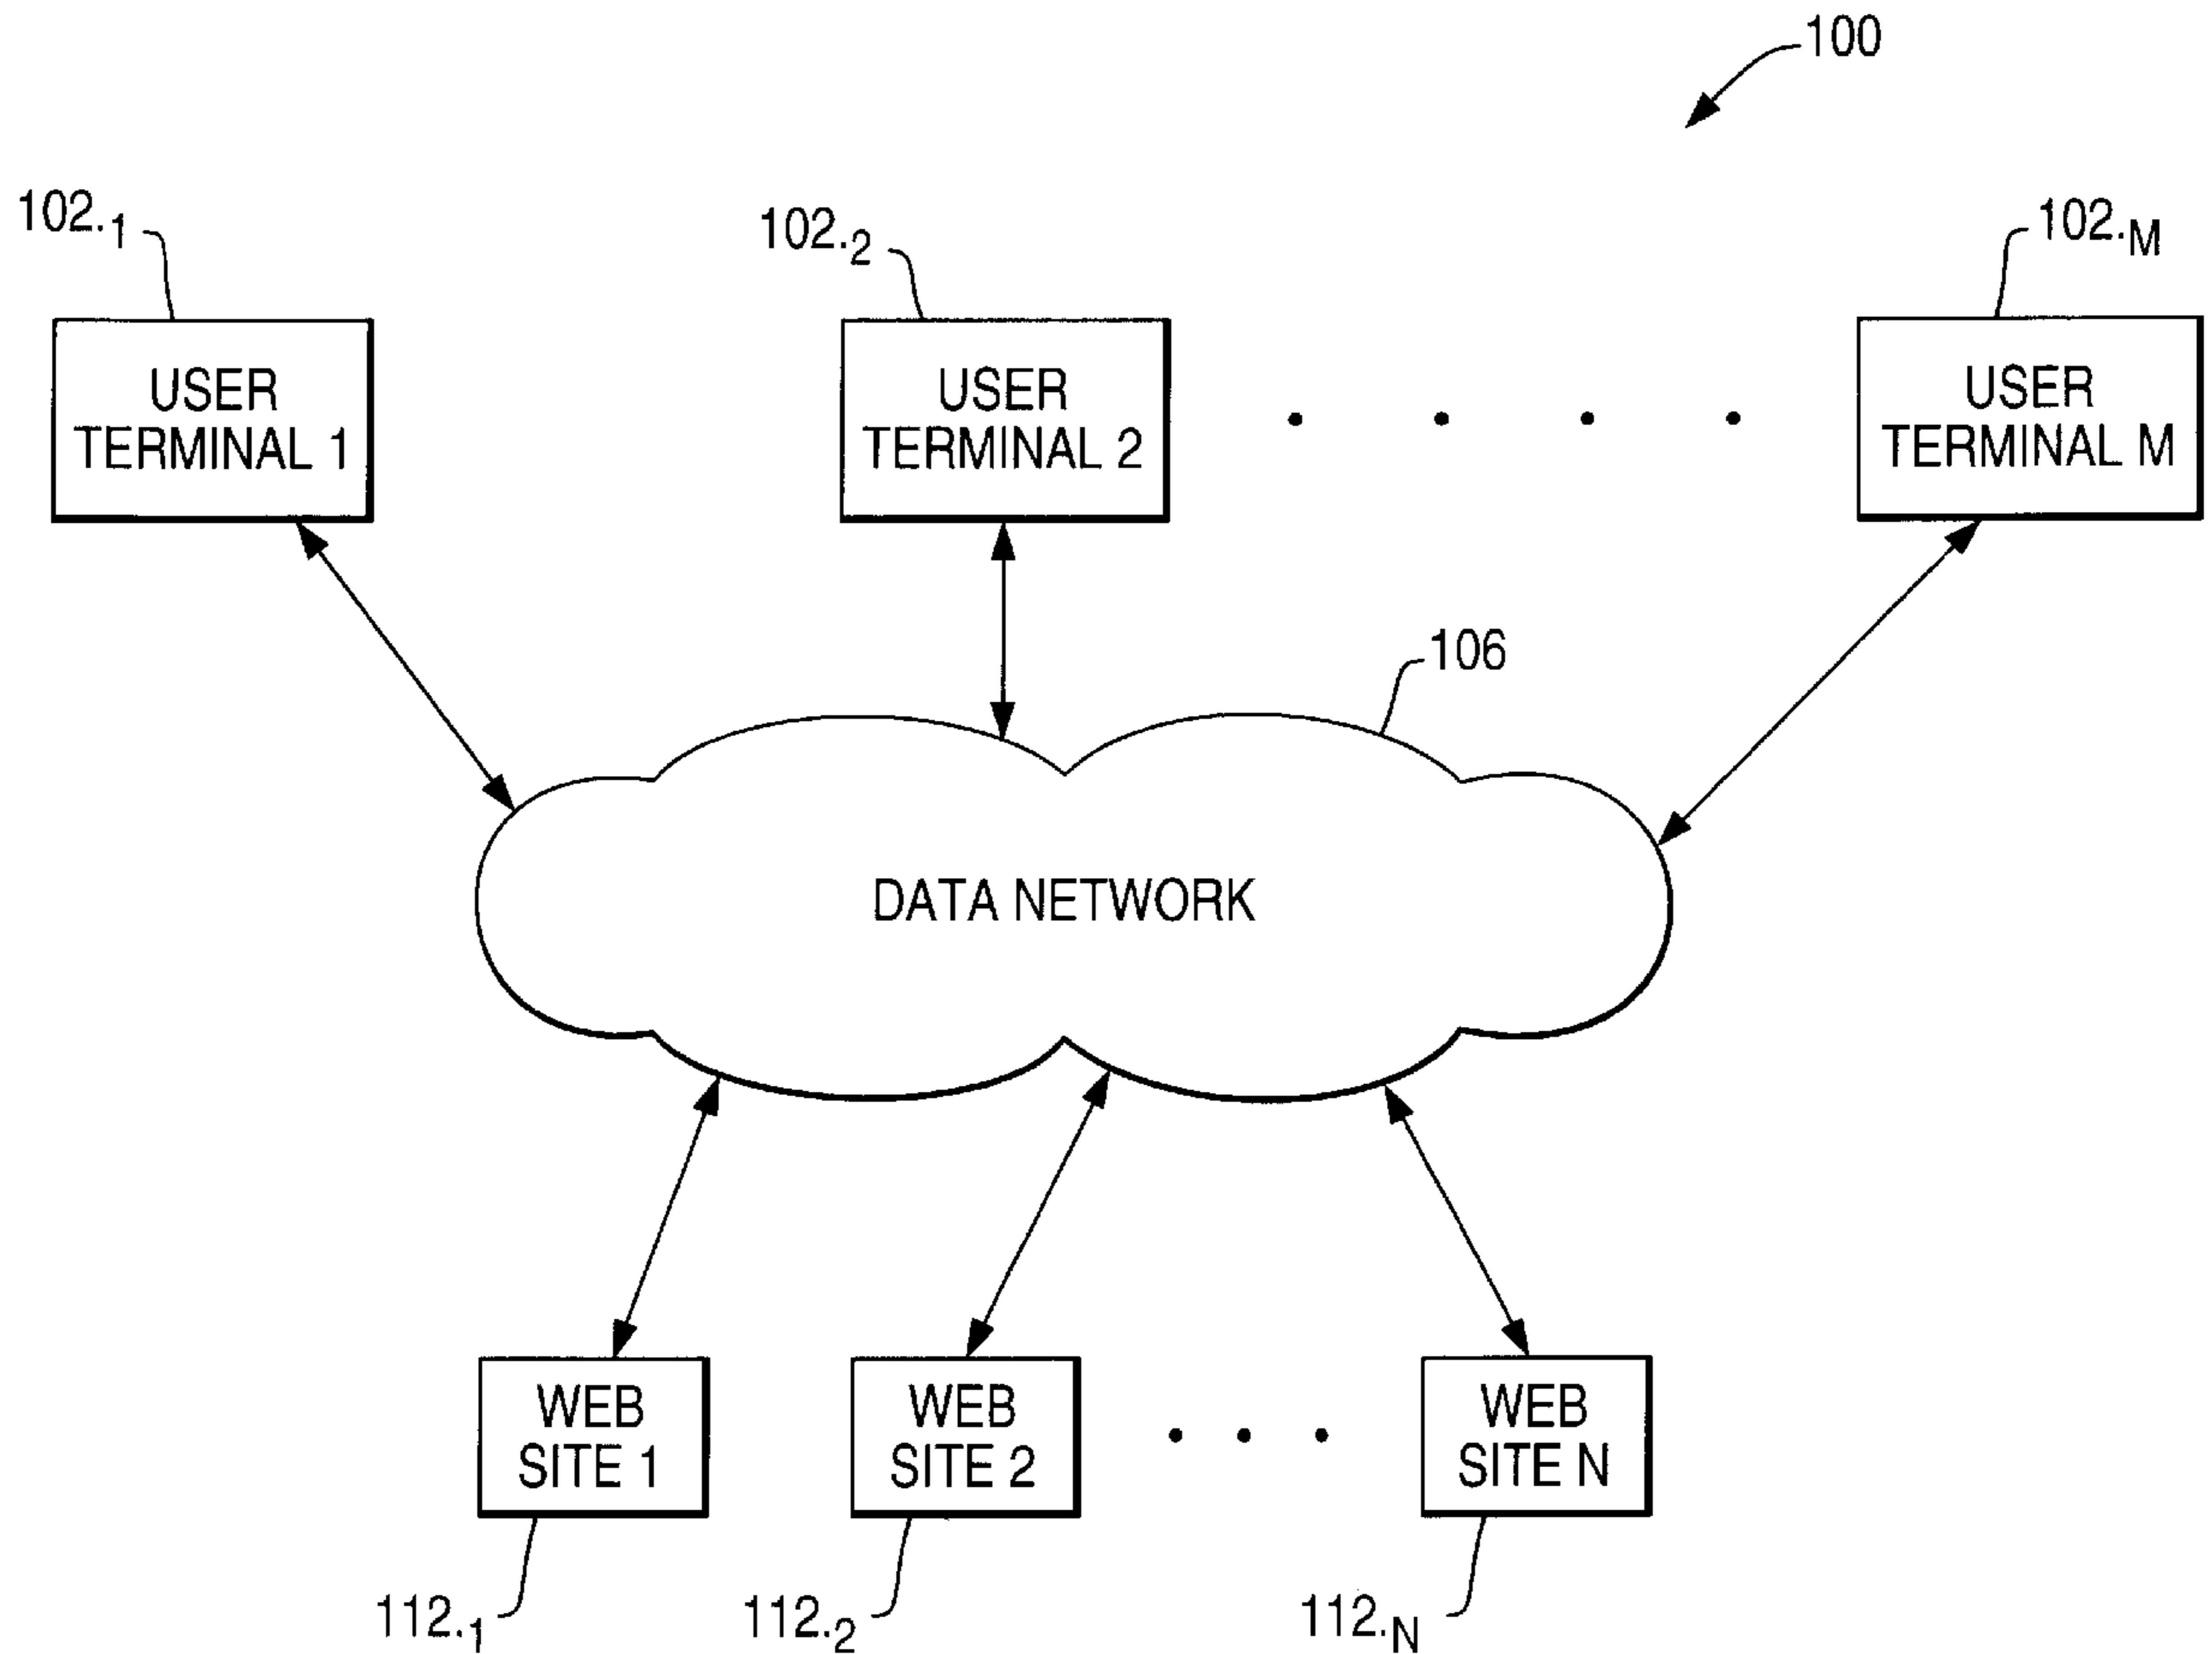 100
102.1
102.2
102.M
USER
TERMINAL 1
USER
TERMINAL 2
USER
TERMINAL M
106
DATA NETWORK
WEB
SITE 1
WEB
SITE 2
WEB
SITE N
112.1
112.2
112.N